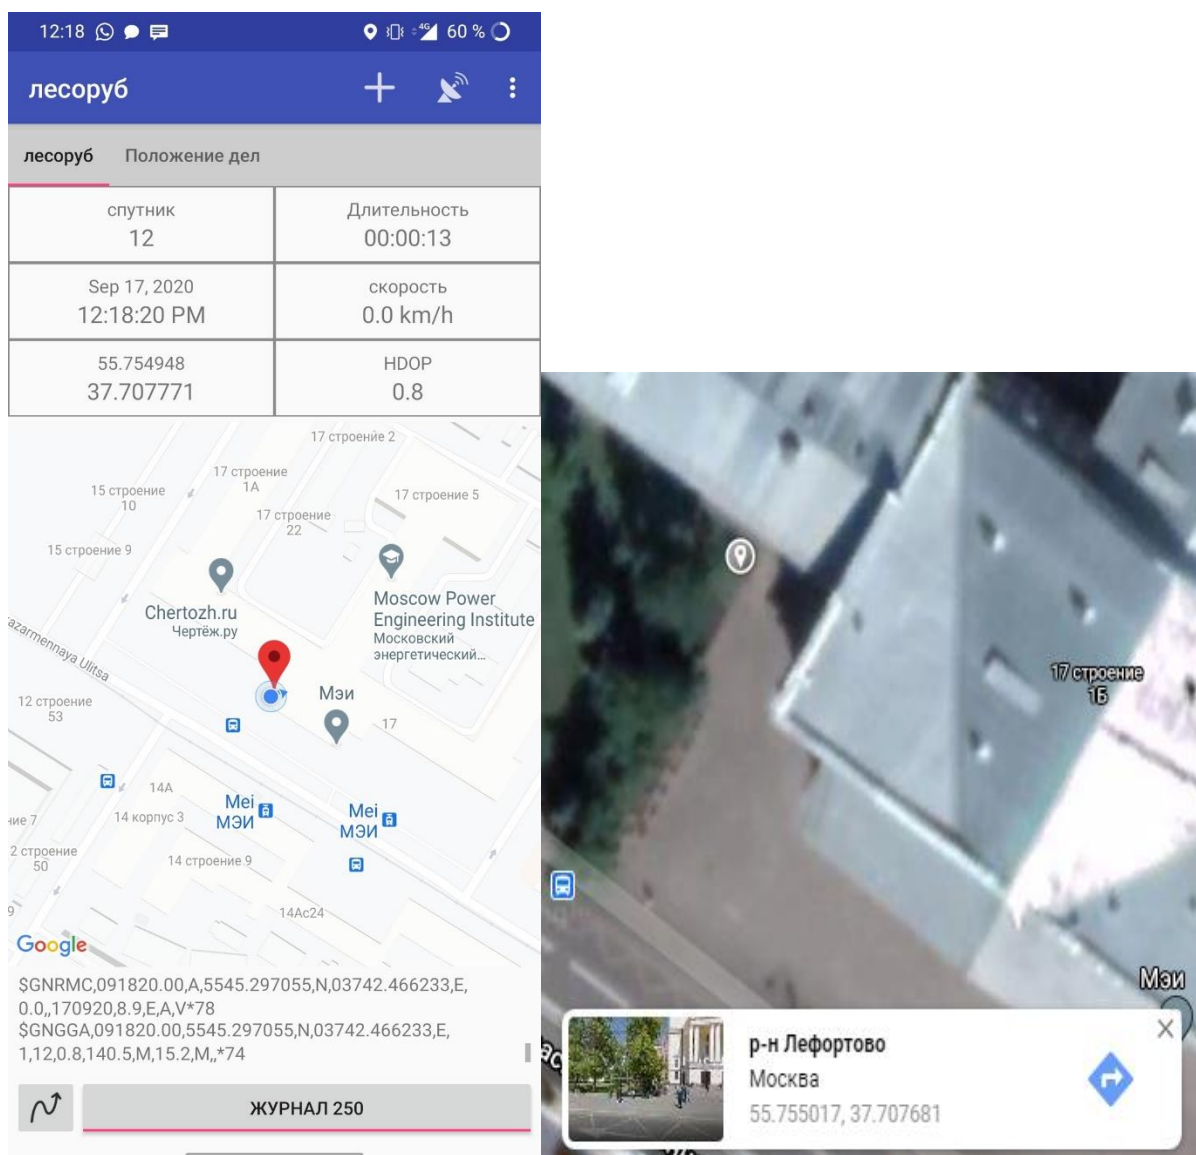 12:18
60 %
лесоруб
лесоруб
Положение дел
спутник
12
Длительность
00:00:13
Sep 17, 2020
12:18:20 PM
скорость
0.0 km/h
55.754948
37.707771
HDOP
0.8
17 строение 2
17 строение
1А
17 строение 5
15 строение
10
17 строение
22
15 строение 9
Chertozh.ru
Чертёж.ру
Moscow Power
Engineering Institute
Московский
энергетический...
azarmennaya Ulitsa
12 строение
53
Мэи
17
14А
Mei
МЭИ
14 корпус 3
Mei
МЭИ
ние 7
2 строение
50
14 строение 9
14Ас24
9
Google
$GNRMC,091820.00,A,5545.297055,N,03742.466233,E,
0.0,,170920,8.9,E,A,V*78
$GNGGA,091820.00,5545.297055,N,03742.466233,E,
1,12,0.8,140.5,M,15.2,M,,*74
ЖУРНАЛ 250
17 строение
1Б
Мэи
р-н Лефортово
Москва
55.755017, 37.707681